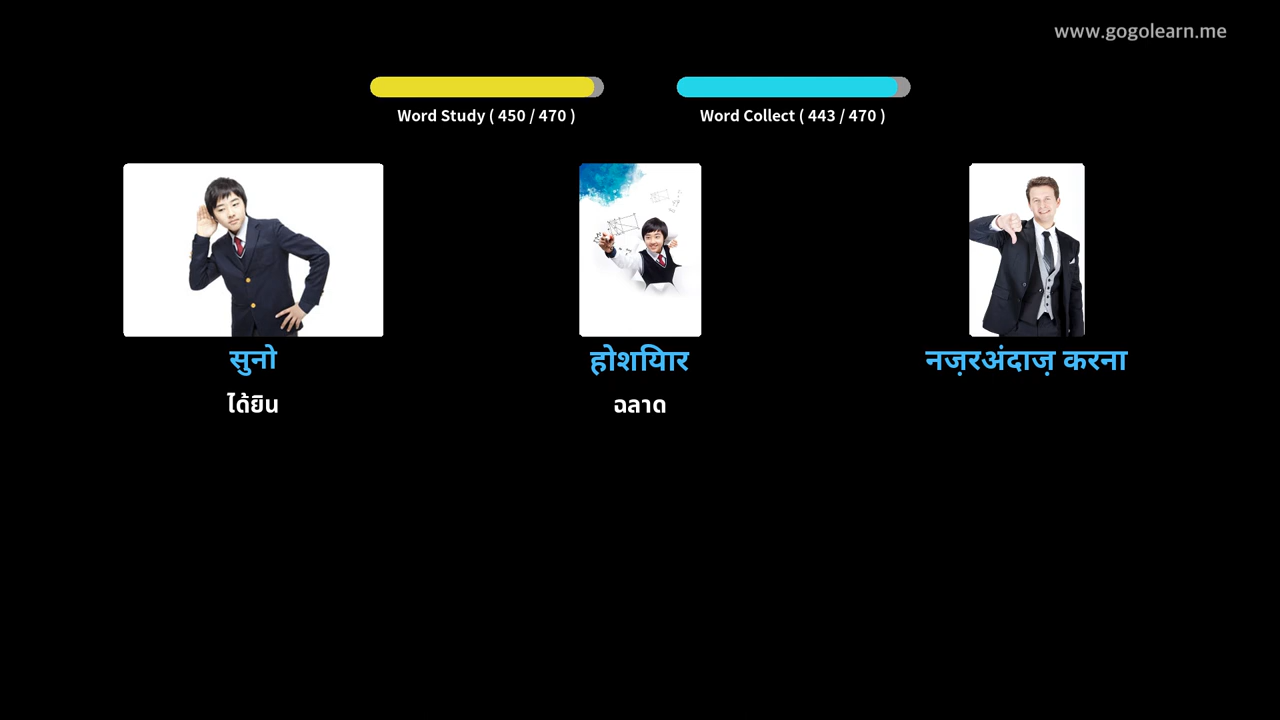 www.gogolearn.me
Word Study ( 450 / 470 )
Word Collect ( 443 / 470 )
सुनो
होशियार
नज़रअंदाज़ करना
ได้ยิน
ฉลาด